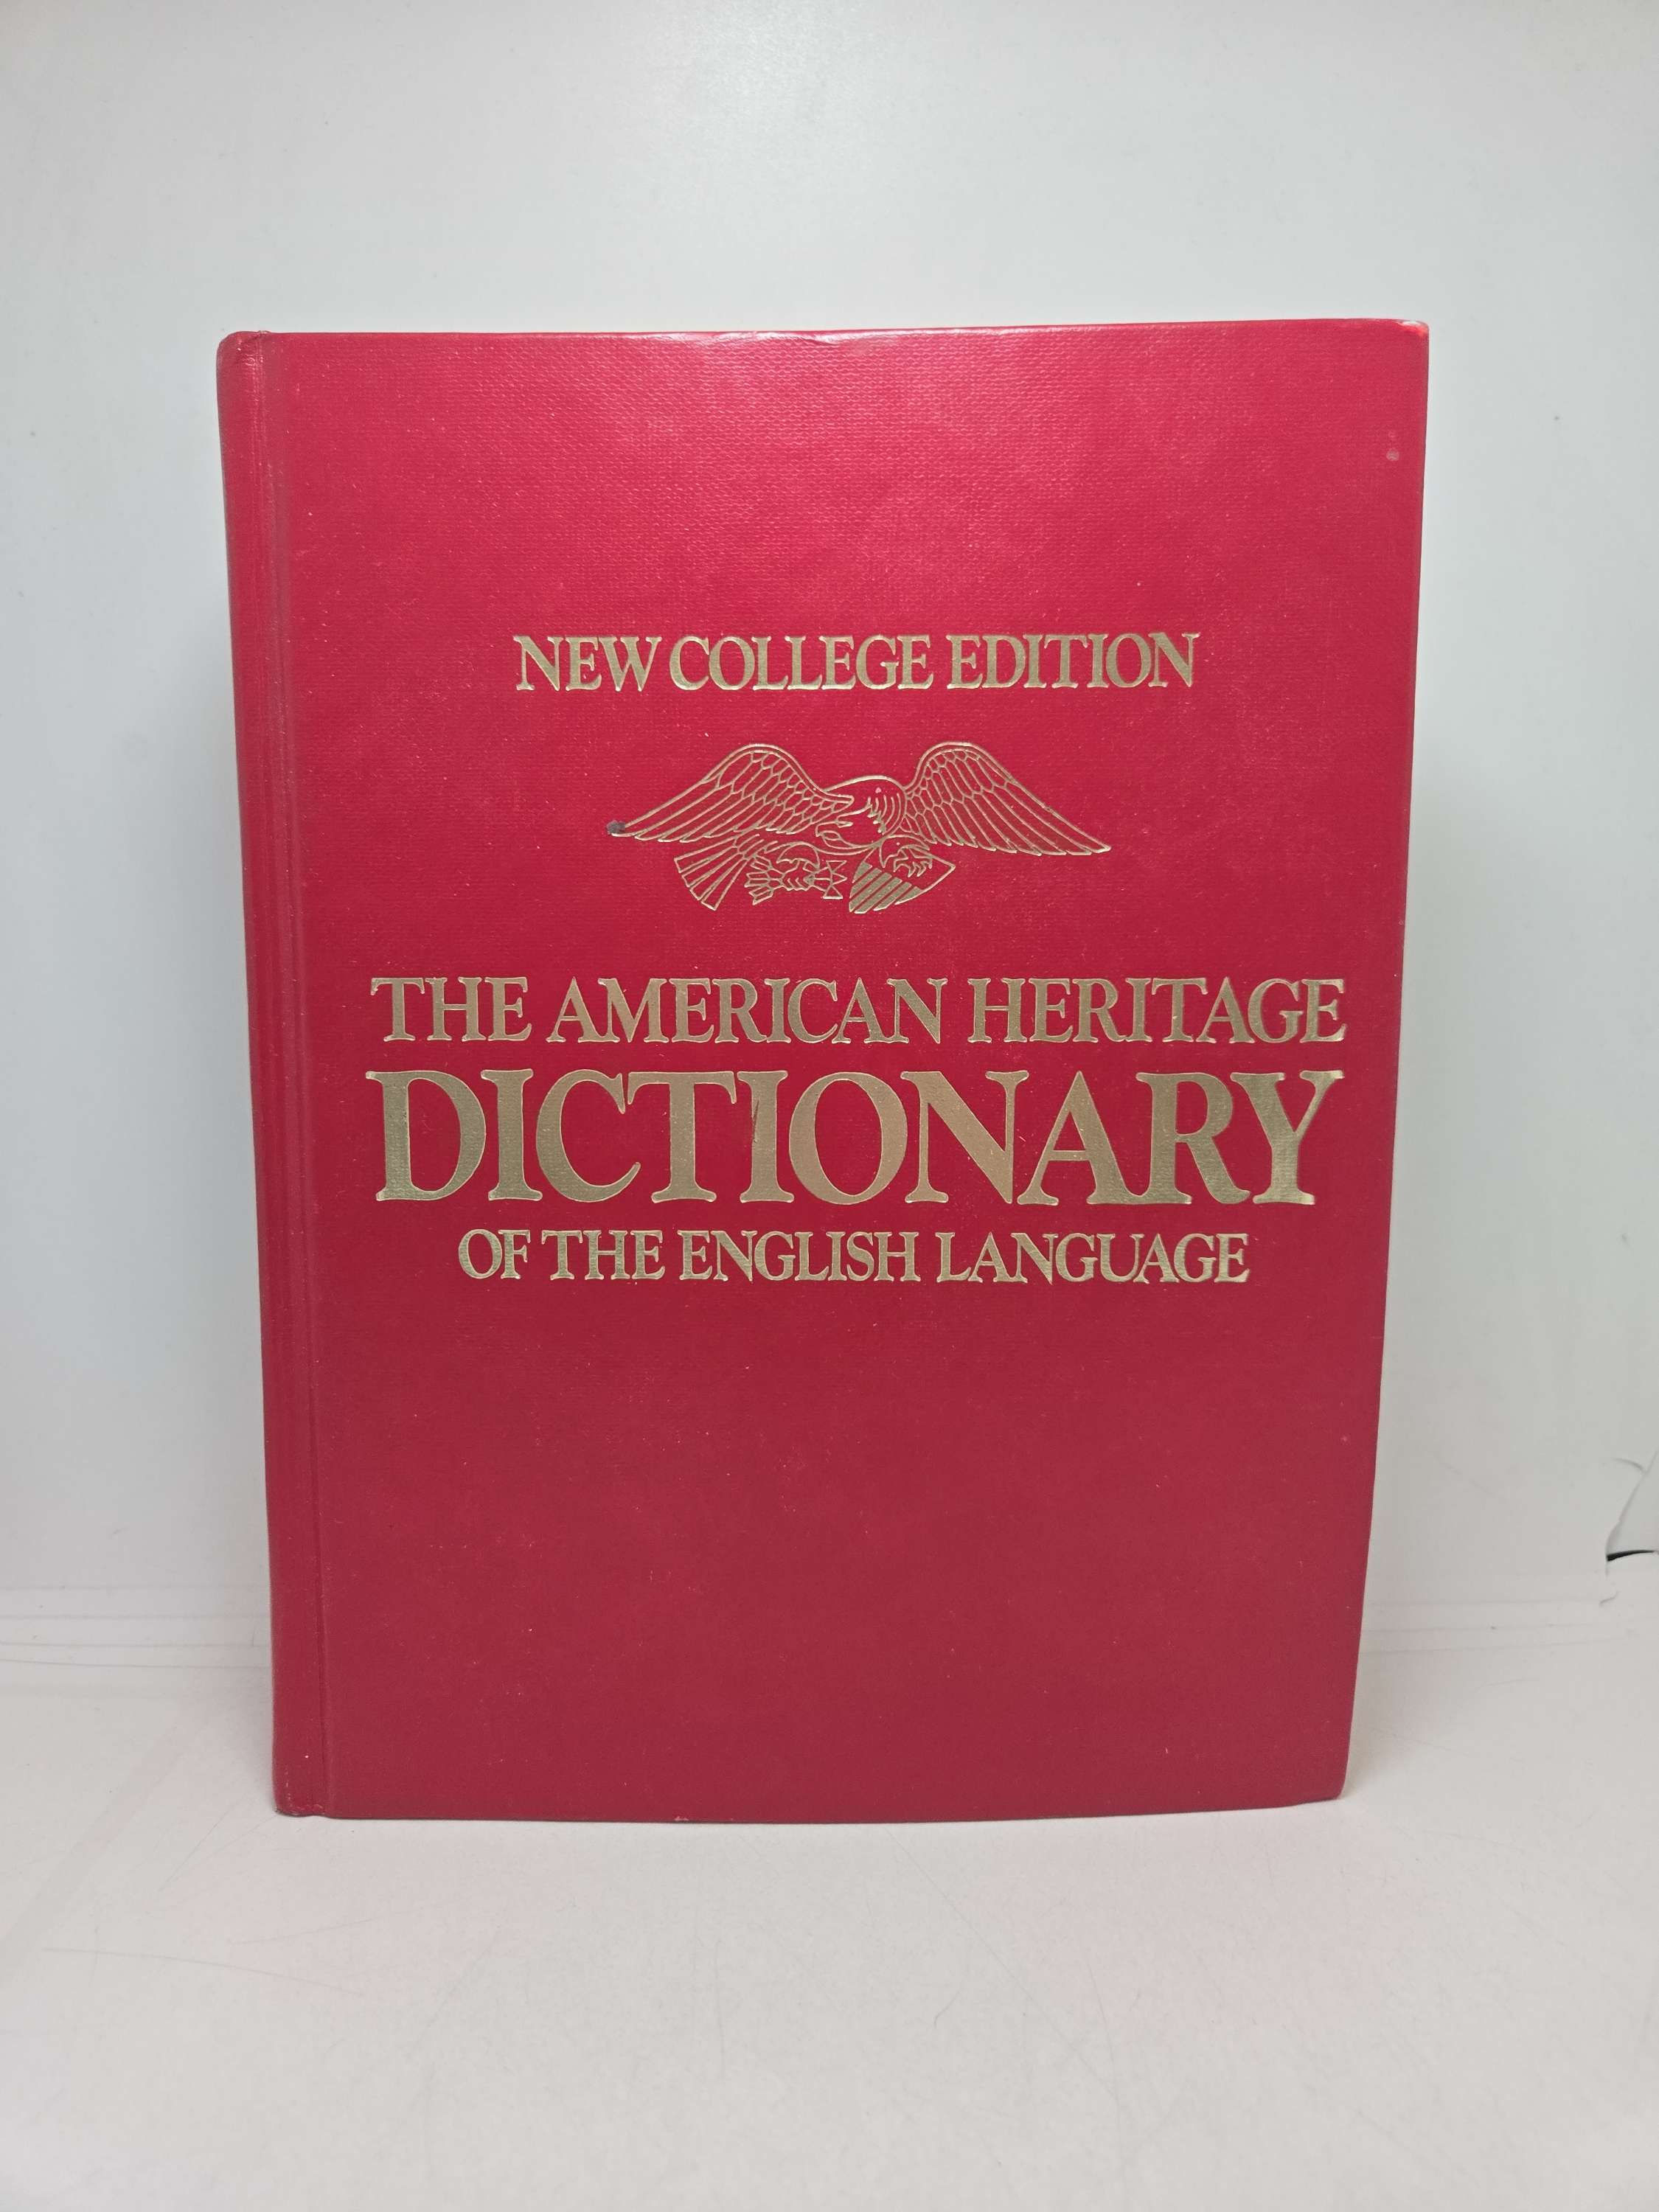 NEW COLLEGE EDITION
THE AMERICAN HERITAGE
DICTIONARY
OF THE ENGLISH LANGUAGE